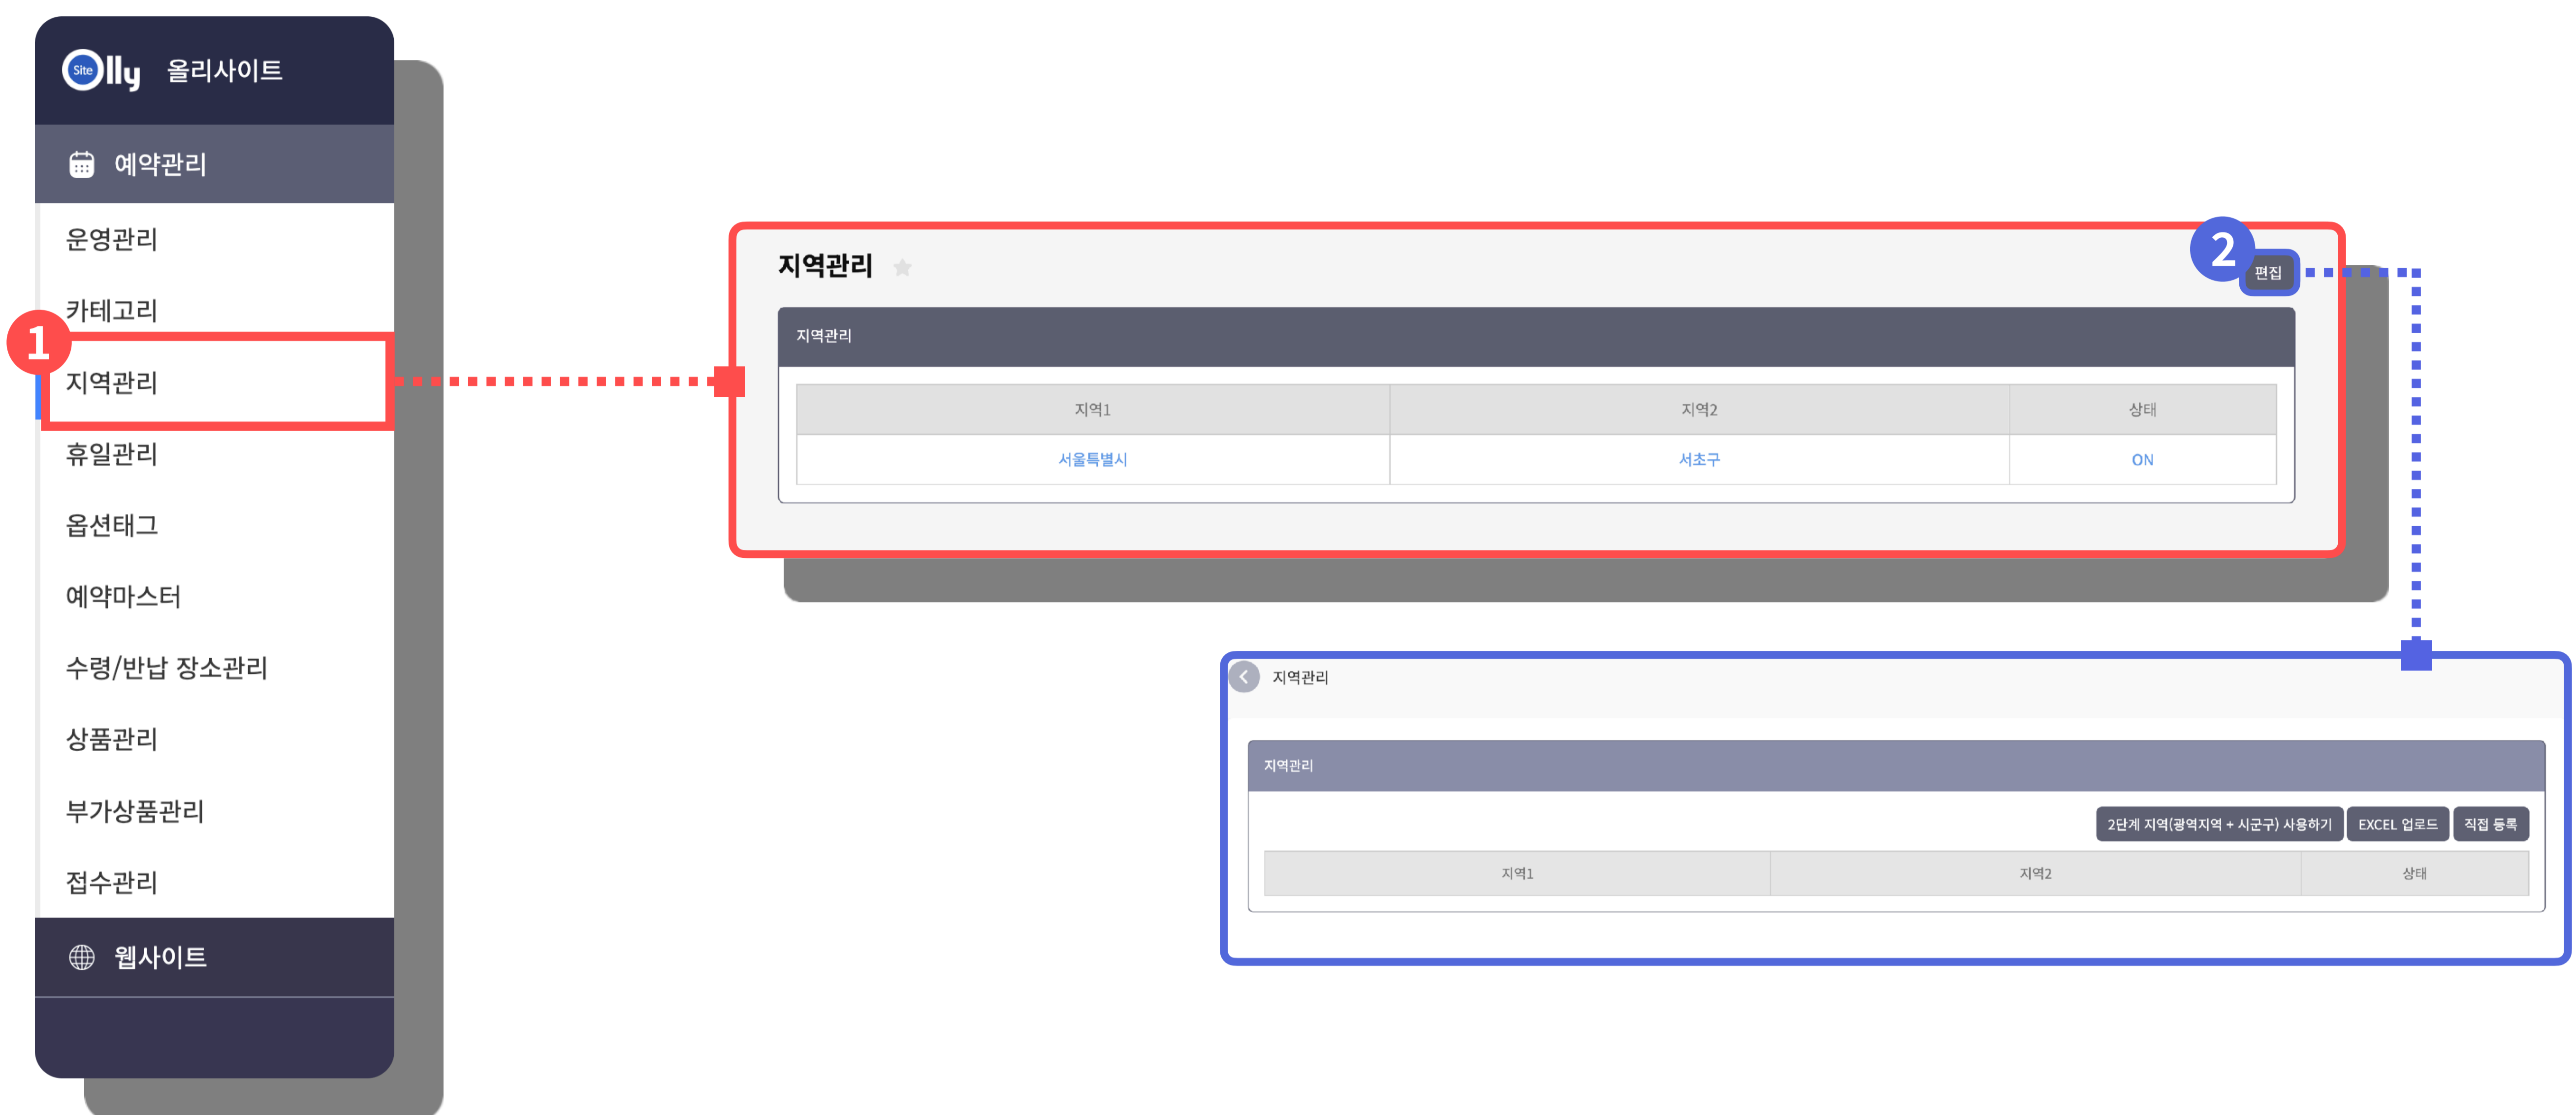 Site Olly 올리사이트
예약관리
운영관리
카테고리
1
지역관리
휴일관리
옵션태그
예약마스터
수령/반납 장소관리
상품관리
부가상품관리
접수관리
웹사이트
지역관리
2
편집
지역관리
지역1 지역2 상태
서울특별시 서초구 ON
지역관리
지역관리
2단계 지역(광역지역 + 시군구) 사용하기 EXCEL 업로드 직접 등록
지역1 지역2 상태